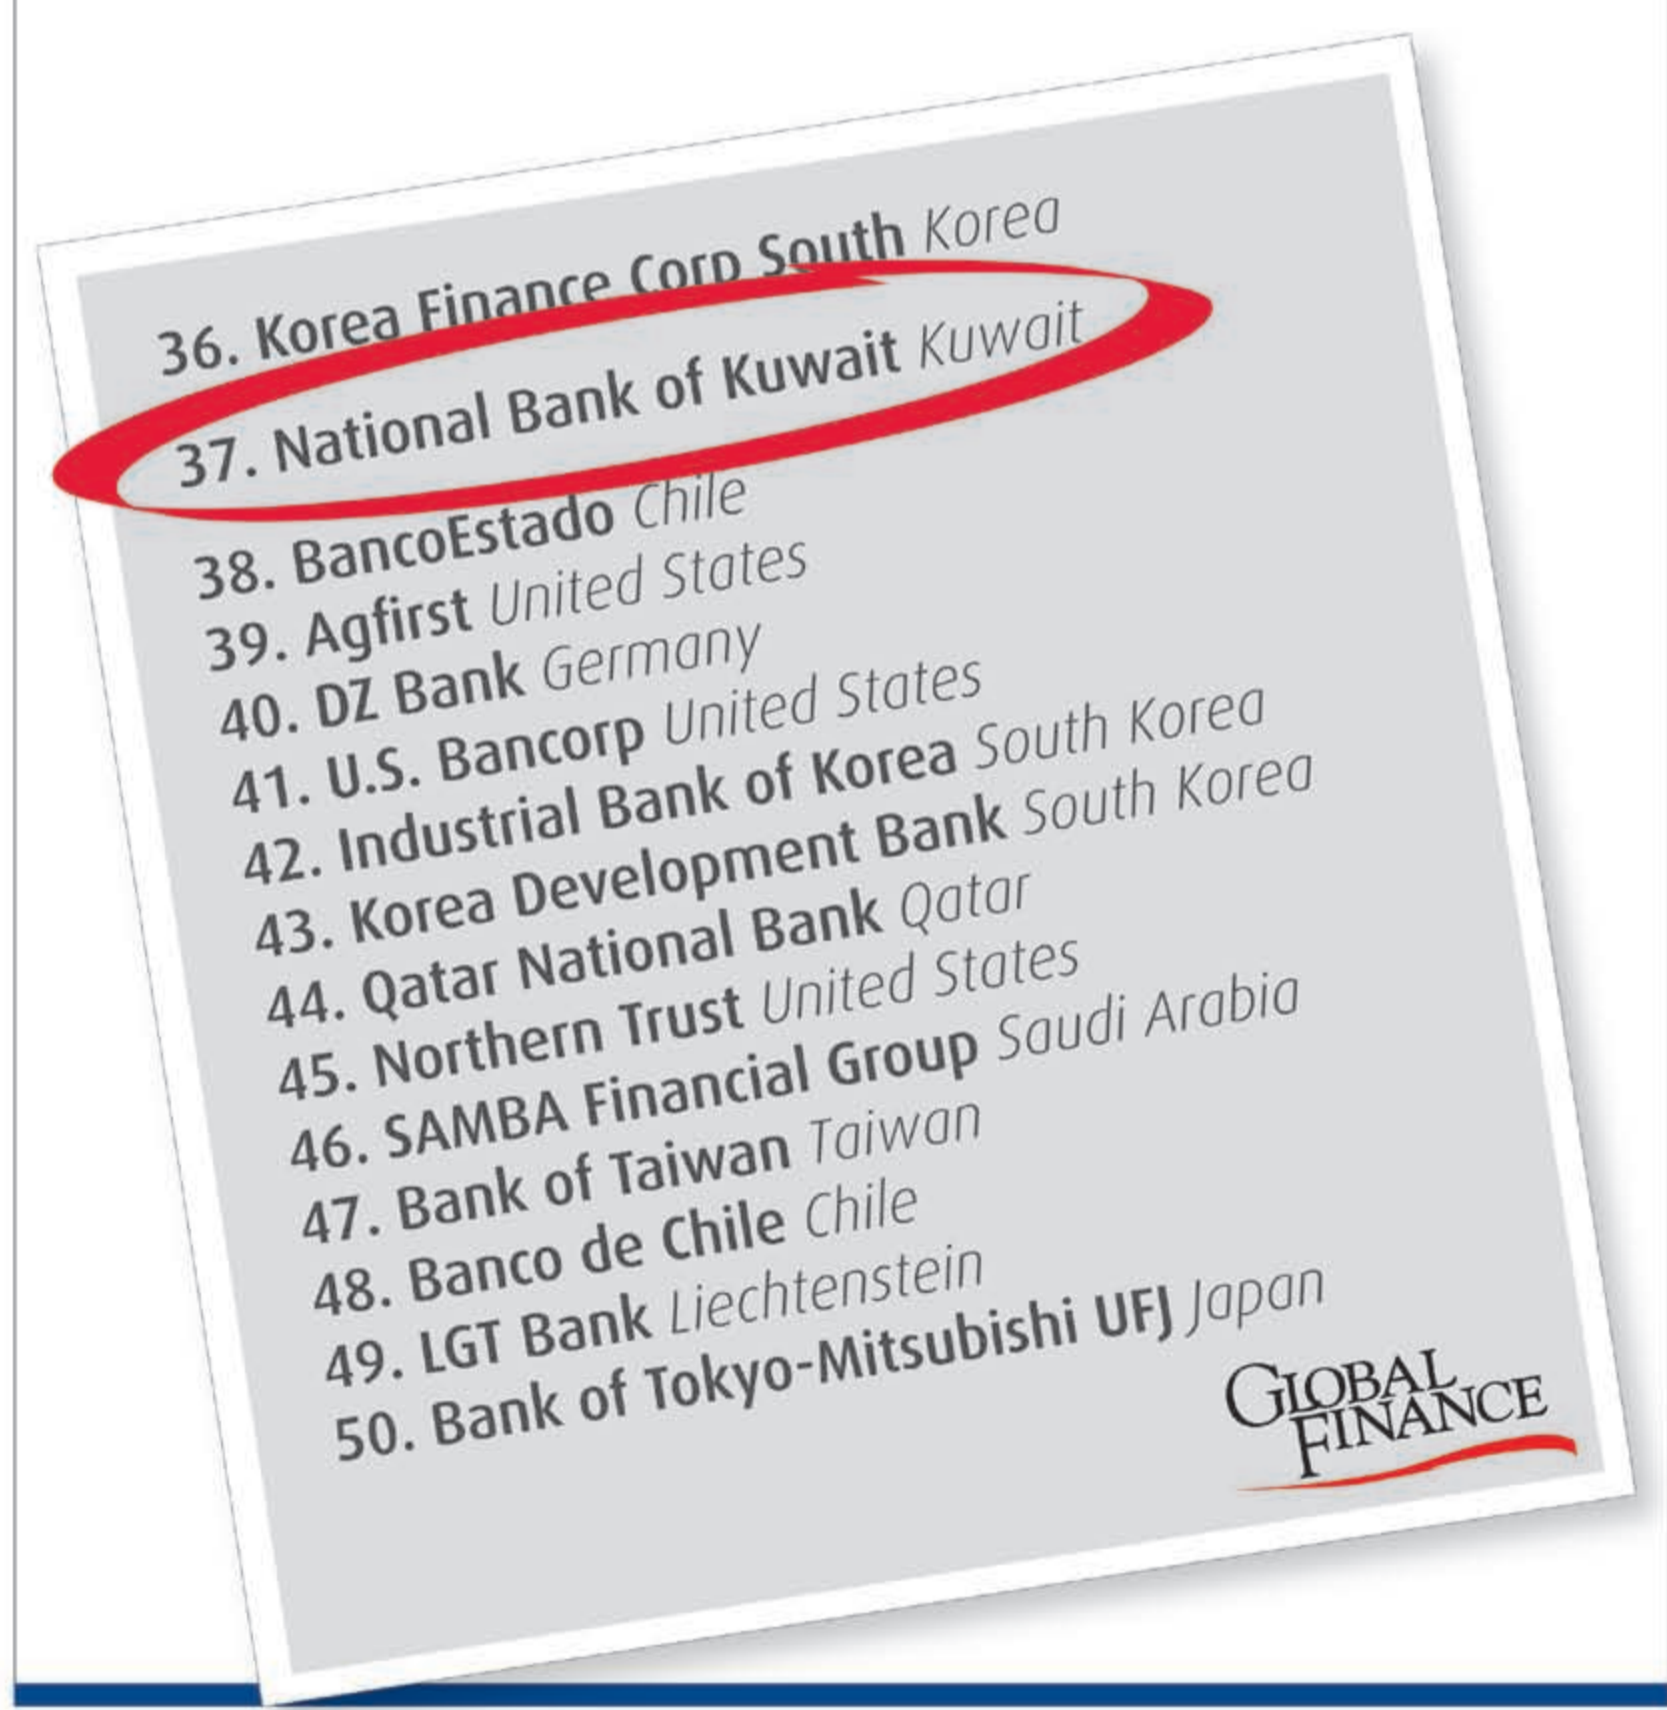 36. Korea Finance Corp South Korea
37. National Bank of Kuwait Kuwait
38. BancoEstado Chile
39. Agfirst United States
40. DZ Bank Germany
41. U.S. Bancorp United States
42. Industrial Bank of Korea South Korea
43. Korea Development Bank South Korea
44. Qatar National Bank Qatar
45. Northern Trust United States
46. SAMBA Financial Group Saudi Arabia
47. Bank of Taiwan Taiwan
48. Banco de Chile Chile
49. LGT Bank Liechtenstein
50. Bank of Tokyo-Mitsubishi UFJ Japan
GLOBAL
FINANCE